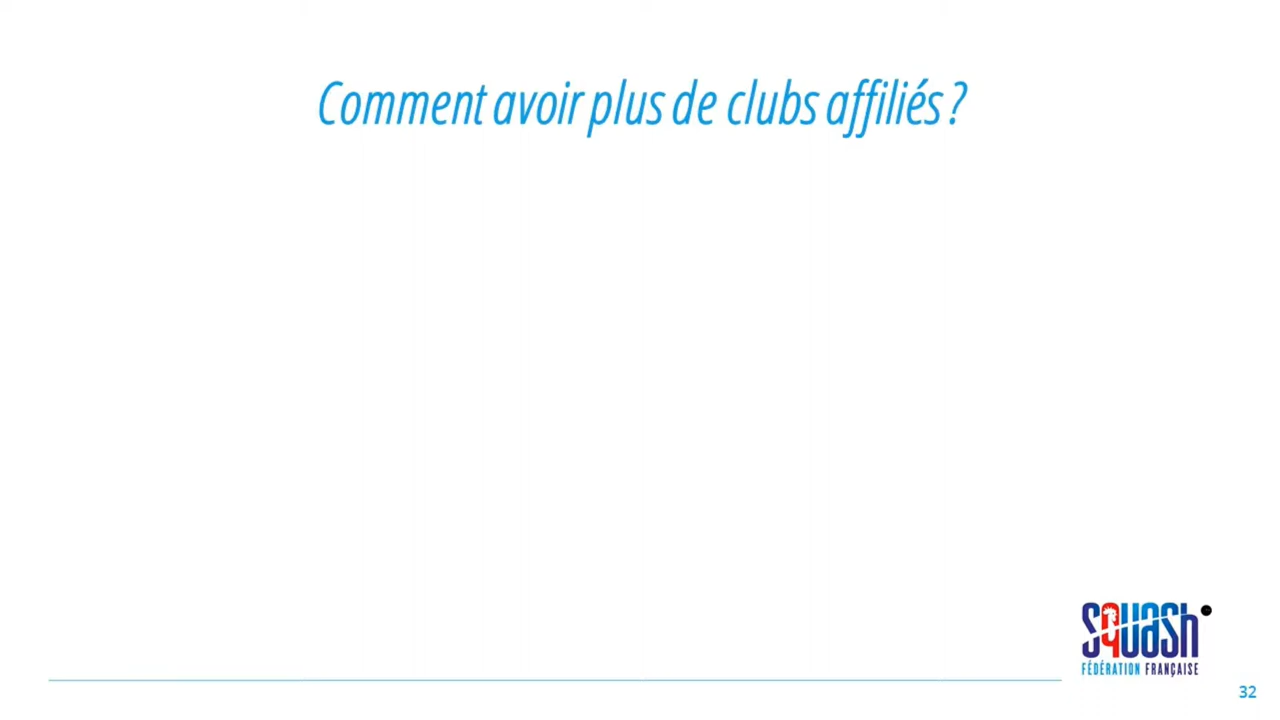 Comment avoir plus de clubs affiliés ?
squash
FÉDÉRATION FRANÇAISE
32